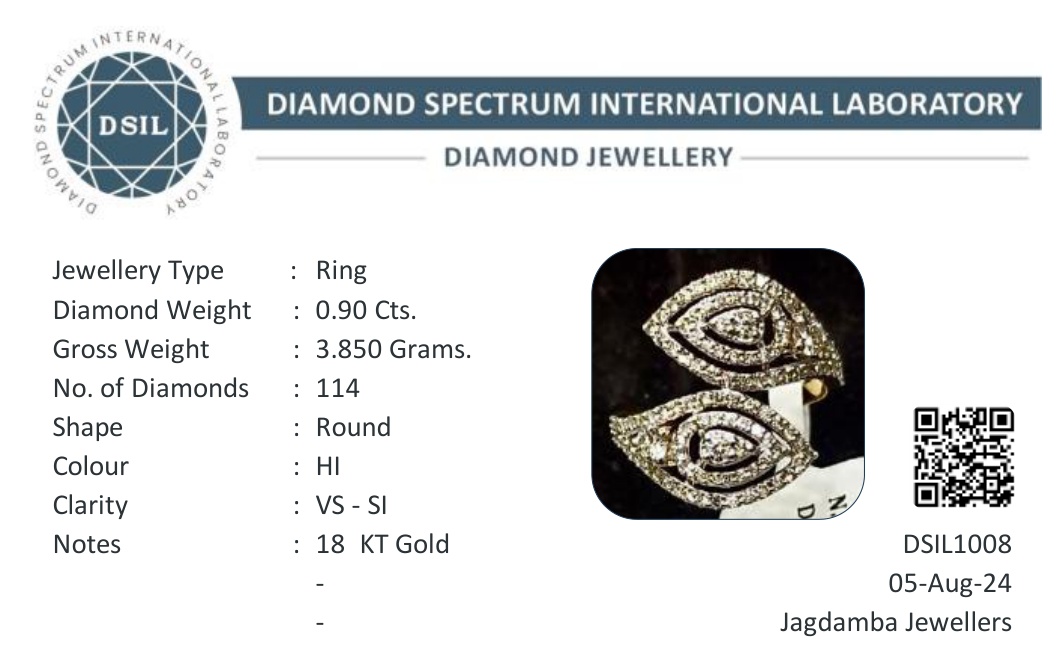 DIAMOND SPECTRUM INTERNATIONAL LABORATORY
DSIL
DIAMOND SPECTRUM INTERNATIONAL LABORATORY
DIAMOND JEWELLERY
Jewellery Type : Ring
Diamond Weight : 0.90 Cts.
Gross Weight : 3.850 Grams.
No. of Diamonds : 114
Shape : Round
Colour : HI
Clarity : VS - SI
Notes : 18 KT Gold
-
-
N.
D
DSIL1008
05-Aug-24
Jagdamba Jewellers